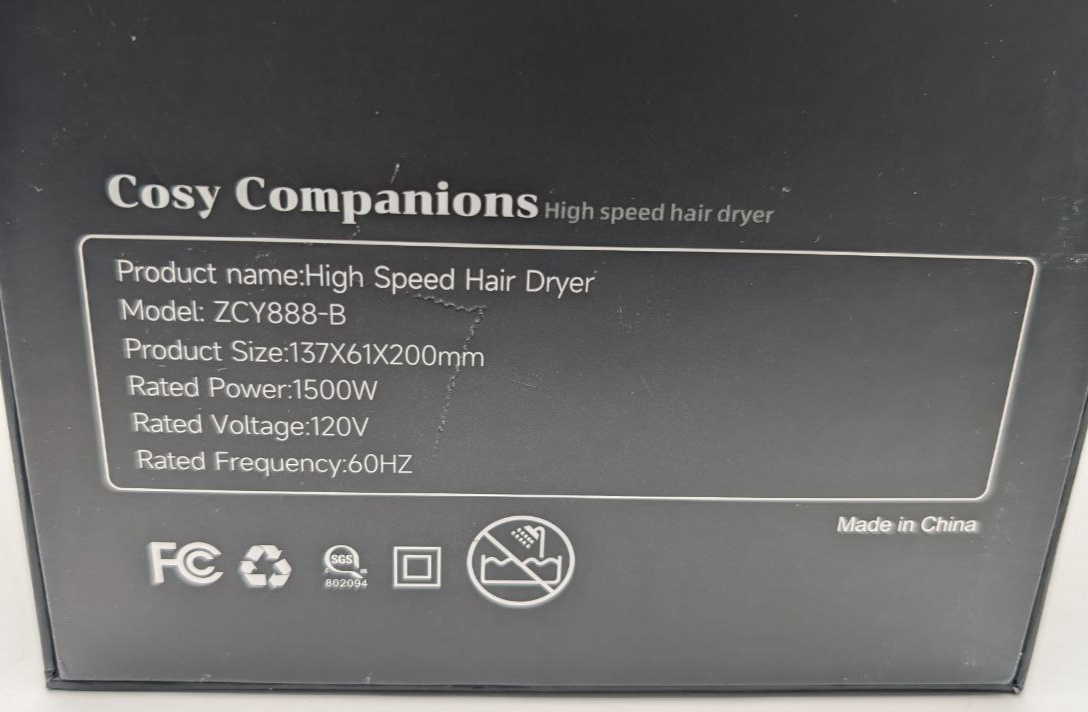 Cosy Companions High speed hair dryer
Product name:High Speed Hair Dryer
Model: ZCY888-B
Product Size:137X61X200mm
Rated Power:1500W
Rated Voltage:120V
Rated Frequency:60HZ
Made in China
FC
SGS
802094